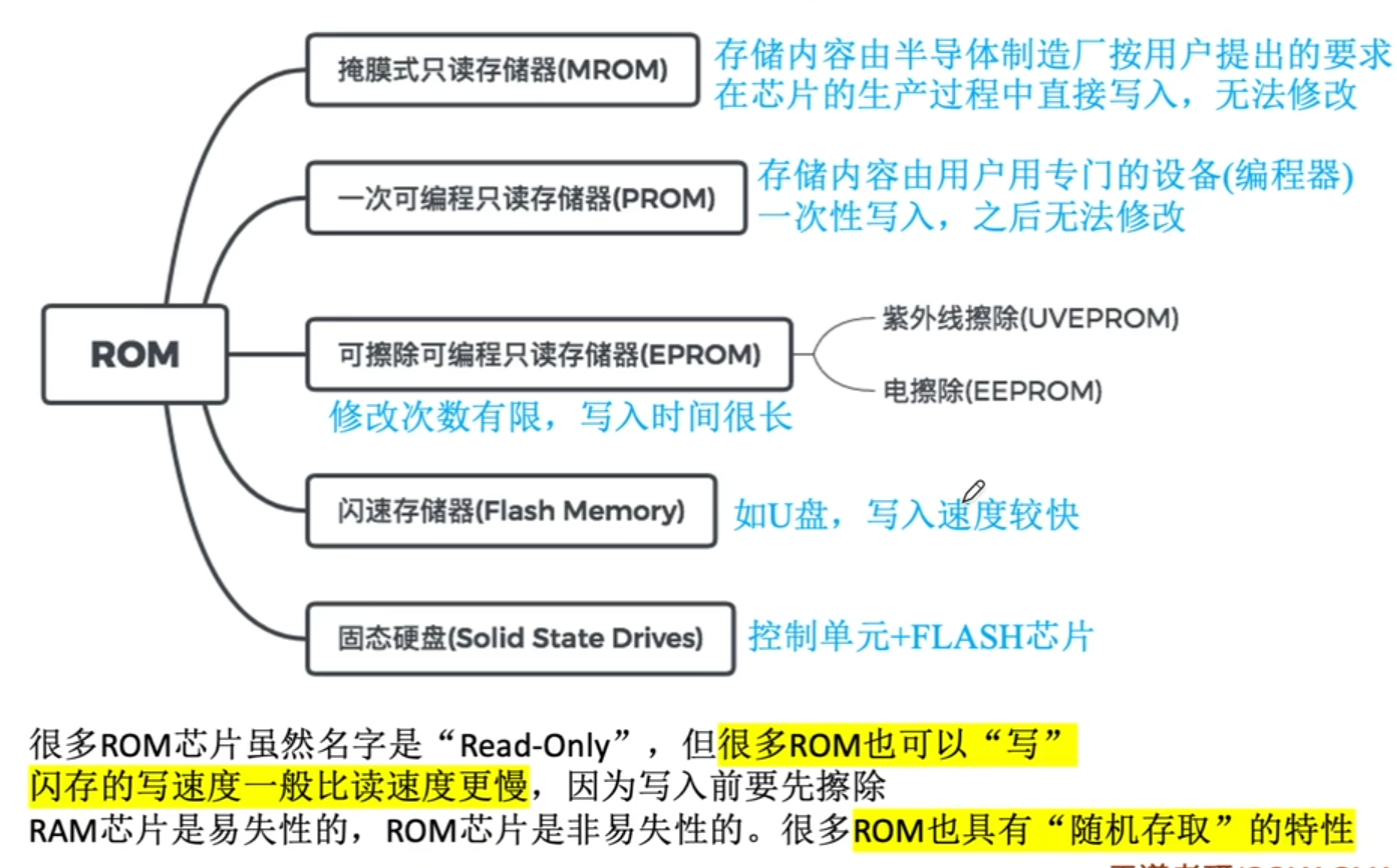 掩膜式只读存储器(MROM)
存储内容由半导体制造厂按用户提出的要求
在芯片的生产过程中直接写入，无法修改
一次可编程只读存储器(PROM)
存储内容由用户用专门的设备(编程器)
一次性写入，之后无法修改
ROM
可擦除可编程只读存储器(EPROM)
紫外线擦除(UVEPROM)
电擦除(EEPROM)
修改次数有限，写入时间很长
闪速存储器(Flash Memory)
如U盘，写入速度较快
固态硬盘(Solid State Drives)
控制单元+FLASH芯片
很多ROM芯片虽然名字是“Read-Only”，但很多ROM也可以“写”
闪存的写速度一般比读速度更慢，因为写入前要先擦除
RAM芯片是易失性的，ROM芯片是非易失性的。很多ROM也具有“随机存取”的特性